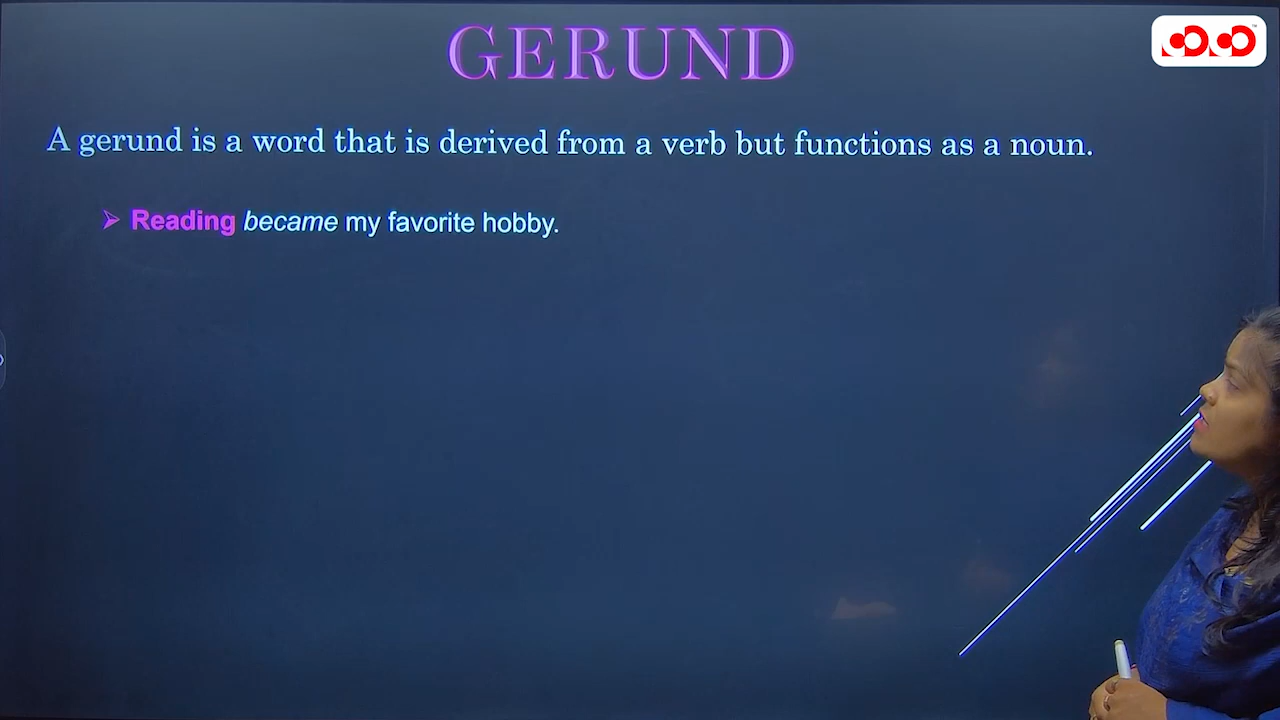 GERUND
A gerund is a word that is derived from a verb but functions as a noun.
➢ Reading became my favorite hobby.